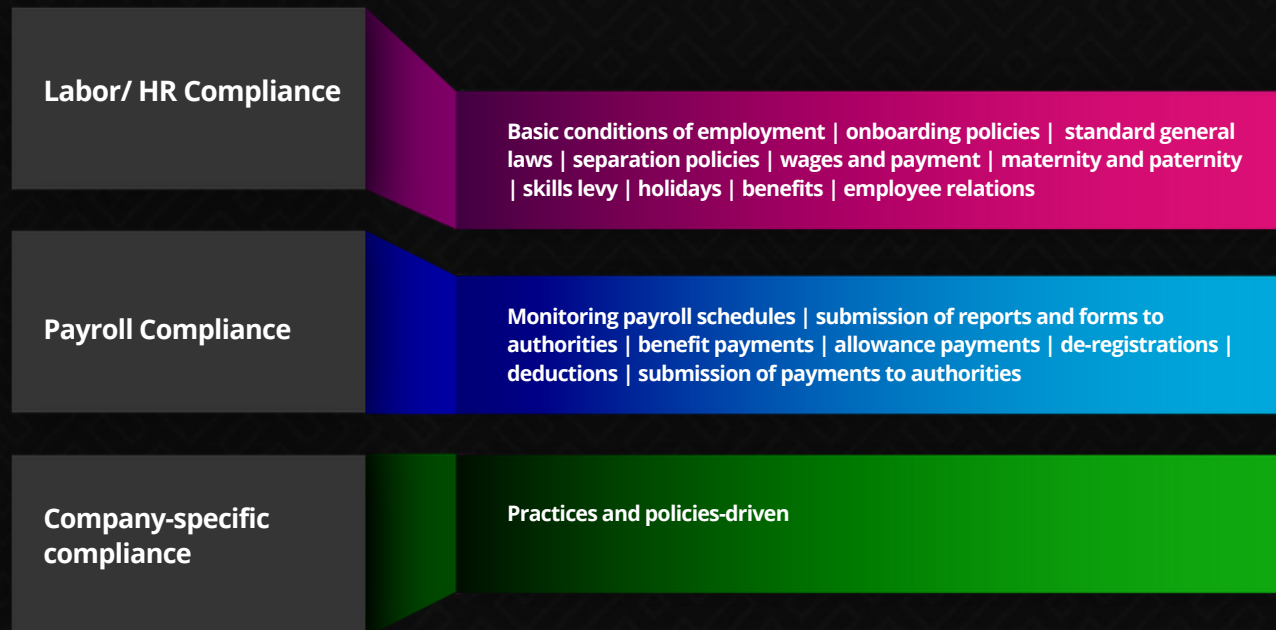 Labor/ HR Compliance
Basic conditions of employment | onboarding policies | standard general
laws | separation policies | wages and payment | maternity and paternity
| skills levy | holidays | benefits | employee relations
Payroll Compliance
Monitoring payroll schedules | submission of reports and forms to
authorities | benefit payments | allowance payments | de-registrations |
deductions | submission of payments to authorities
Company-specific
compliance
Practices and policies-driven